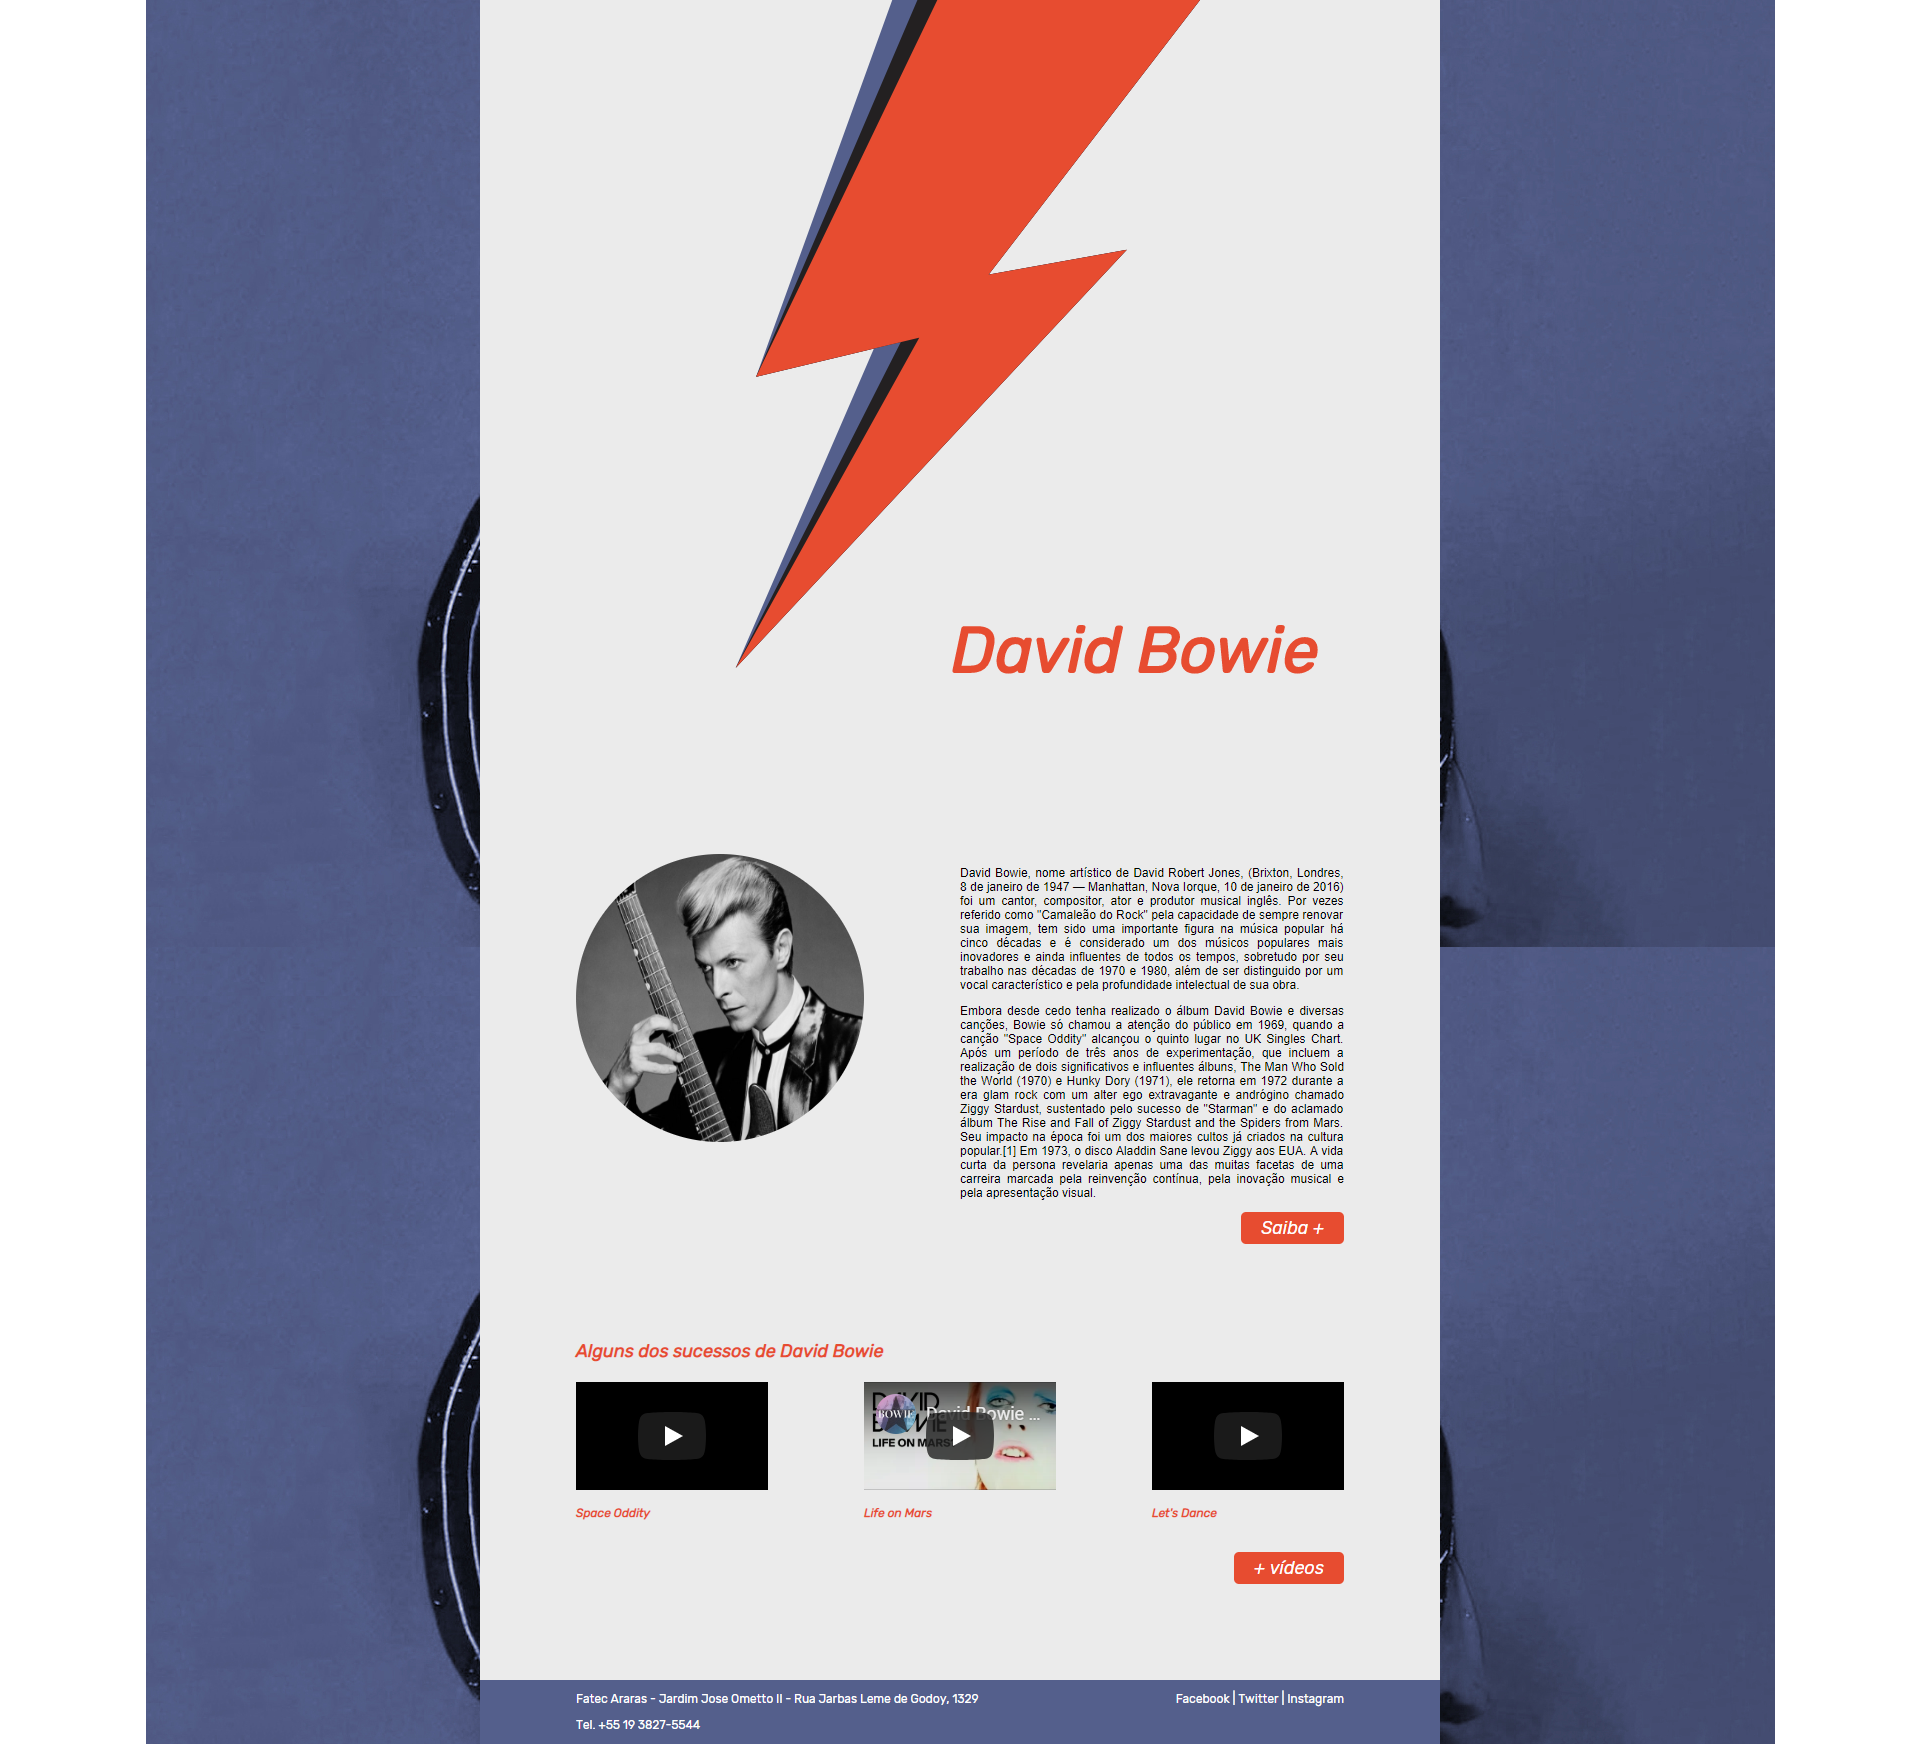 David Bowie
David Bowie, nome artístico de David Robert Jones, (Brixton, Londres,
8 de janeiro de 1947 — Manhattan, Nova Iorque, 10 de janeiro de 2016)
foi um cantor, compositor, ator e produtor musical inglês. Por vezes
referido como "Camaleão do Rock" pela capacidade de sempre renovar
sua imagem, tem sido uma importante figura na música popular há
cinco décadas e é considerado um dos músicos populares mais
inovadores e ainda influentes de todos os tempos, sobretudo por seu
trabalho nas décadas de 1970 e 1980, além de ser distinguido por um
vocal característico e pela profundidade intelectual de sua obra.
Embora desde cedo tenha realizado o álbum David Bowie e diversas
canções, Bowie só chamou a atenção do público em 1969, quando a
canção "Space Oddity" alcançou o quinto lugar no UK Singles Chart.
Após um período de três anos de experimentação, que incluem a
realização de dois significativos e influentes álbuns, The Man Who Sold
the World (1970) e Hunky Dory (1971), ele retorna em 1972 durante a
era glam rock com um alter ego extravagante e andrógino chamado
Ziggy Stardust, sustentado pelo sucesso de "Starman" e do aclamado
álbum The Rise and Fall of Ziggy Stardust and the Spiders from Mars.
Seu impacto na época foi um dos maiores cultos já criados na cultura
popular.[1] Em 1973, o disco Aladdin Sane levou Ziggy aos EUA. A vida
curta da persona revelaria apenas uma das muitas facetas de uma
carreira marcada pela reinvenção contínua, pela inovação musical e
pela apresentação visual.
Saiba +
Alguns dos sucessos de David Bowie
DAVID
BOWIE
BOWIE
David Bowie ...
LIFE ON MARS
Space Oddity
Life on Mars
Let's Dance
+ vídeos
Fatec Araras - Jardim Jose Ometto II - Rua Jarbas Leme de Godoy, 1329
Facebook | Twitter | Instagram
Tel. +55 19 3827-5544